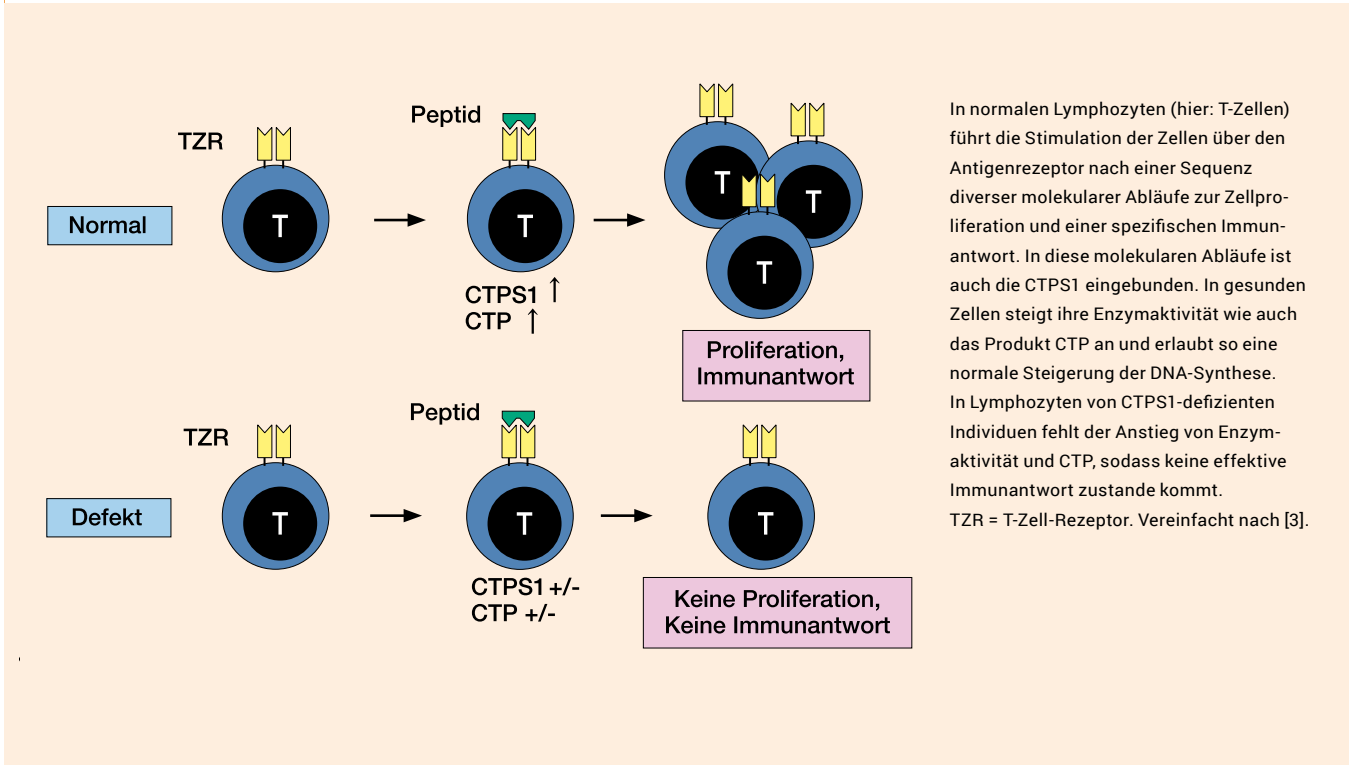 Peptid
TZR
T
T
T
T
T
Normal
CTPS1 ↑
CTP ↑
Proliferation,
Immunantwort
Peptid
TZR
T
T
T
Defekt
CTPS1 +/-
CTP +/-
Keine Proliferation,
Keine Immunantwort
In normalen Lymphozyten (hier: T-Zellen)
führt die Stimulation der Zellen über den
Antigenrezeptor nach einer Sequenz
diverser molekularer Abläufe zur Zellpro-
liferation und einer spezifischen Immun-
antwort. In diese molekularen Abläufe ist
auch die CTPS1 eingebunden. In gesunden
Zellen steigt ihre Enzymaktivität wie auch
das Produkt CTP an und erlaubt so eine
normale Steigerung der DNA-Synthese.
In Lymphozyten von CTPS1-defizienten
Individuen fehlt der Anstieg von Enzym-
aktivität und CTP, sodass keine effektive
Immunantwort zustande kommt.
TZR = T-Zell-Rezeptor. Vereinfacht nach [3].